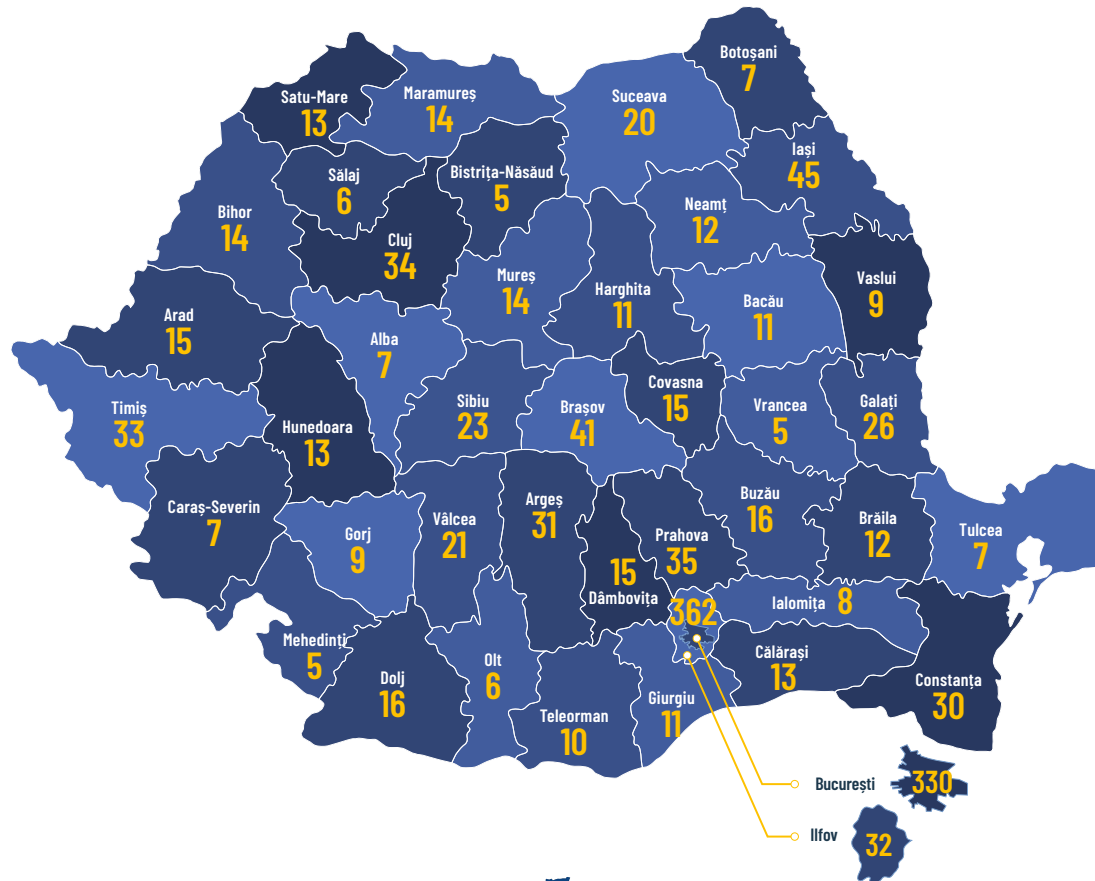 Botoșani
7
Satu-Mare
13
Maramureș
14
Suceava
20
Iași
45
Sălaj
6
Bistrița-Năsăud
5
Neamț
12
Bihor
14
Cluj
34
Mureș
14
Harghita
11
Bacău
11
Vaslui
9
Arad
15
Alba
7
Covasna
15
Timiș
33
Hunedoara
13
Sibiu
23
Brașov
41
Vrancea
5
Galați
26
Caraș-Severin
7
Gorj
9
Vâlcea
21
Argeș
31
15
Dâmbovița
Prahova
35
Buzău
16
Brăila
12
Tulcea
7
362
Ialomița 8
Mehedinți
5
Dolj
16
Olt
6
Teleorman
10
Giurgiu
11
Călărași
13
Constanța
30
București 330
Ilfov 32